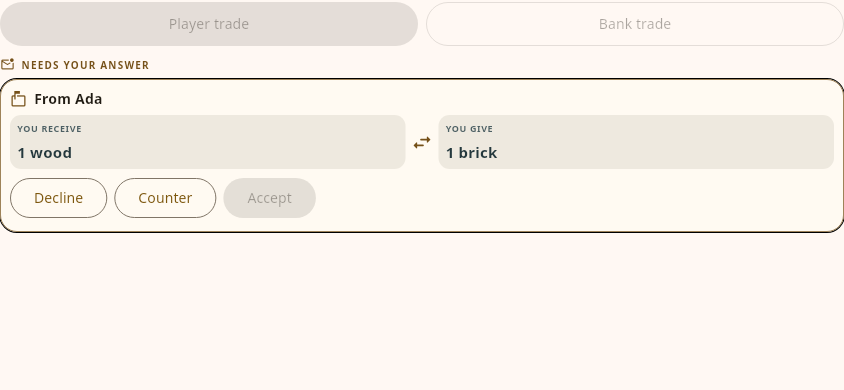 Player trade
Bank trade
NEEDS YOUR ANSWER
From Ada
YOU RECEIVE
1 wood
YOU GIVE
1 brick
Decline
Counter
Accept